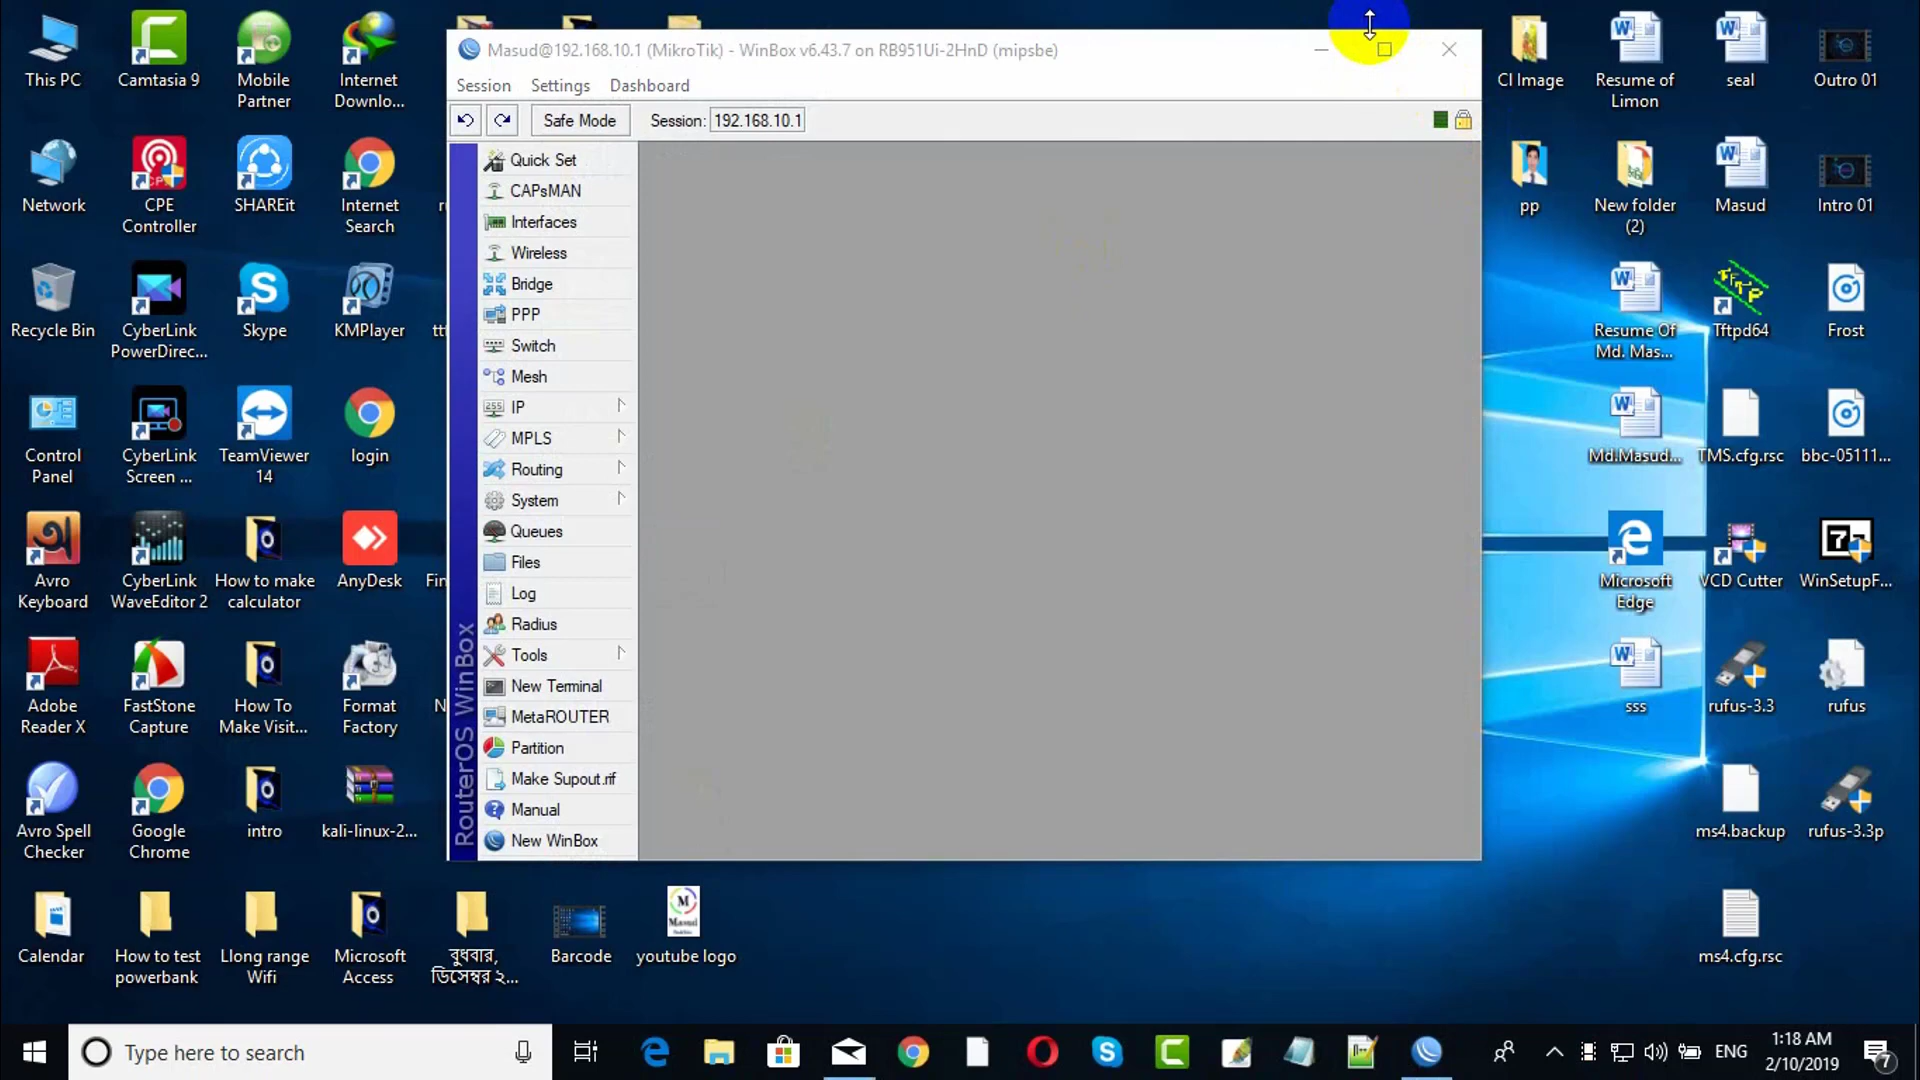 Masud@192.168.10.1 (MikroTik) - WinBox v6.43.7 on RB951Ui-2HnD (mipsbe)
Session Settings Dashboard
Safe Mode Session: 192.168.10.1
Quick Set
CAPsMAN
Interfaces
Wireless
Bridge
PPP
Switch
Mesh
IP
MPLS
Routing
System
Queues
Files
Log
Radius
Tools
New Terminal
MetaROUTER
Partition
Make Supout.rif
Manual
New WinBox
RouterOS WinBox
This PC
Camtasia 9
Mobile
Partner
Internet
Downlo...
Network
CPE
Controller
SHAREit
Internet
Search
Recycle Bin
CyberLink
PowerDirec...
Skype
KMPlayer
Control
Panel
CyberLink
Screen ...
TeamViewer
14
login
Avro
Keyboard
CyberLink
WaveEditor 2
How to make
calculator
AnyDesk
Adobe
Reader X
FastStone
Capture
How To
Make Visit...
Format
Factory
Avro Spell
Checker
Google
Chrome
intro
kali-linux-2...
Calendar
How to test
powerbank
Llong range
Wifi
Microsoft
Access
বুধবার,
ডিসেম্বর ২...
Barcode
youtube logo
CI Image
Resume of
Limon
seal
Outro 01
pp
New folder
(2)
Masud
Intro 01
Resume Of
Md. Mas...
Tftpd64
Frost
Md.Masud...
TMS.cfg.rsc
bbc-05111...
Microsoft
Edge
VCD Cutter
WinSetupF...
sss
rufus-3.3
rufus
ms4.backup
rufus-3.3p
ms4.cfg.rsc
Type here to search
ENG
1:18 AM
2/10/2019
7